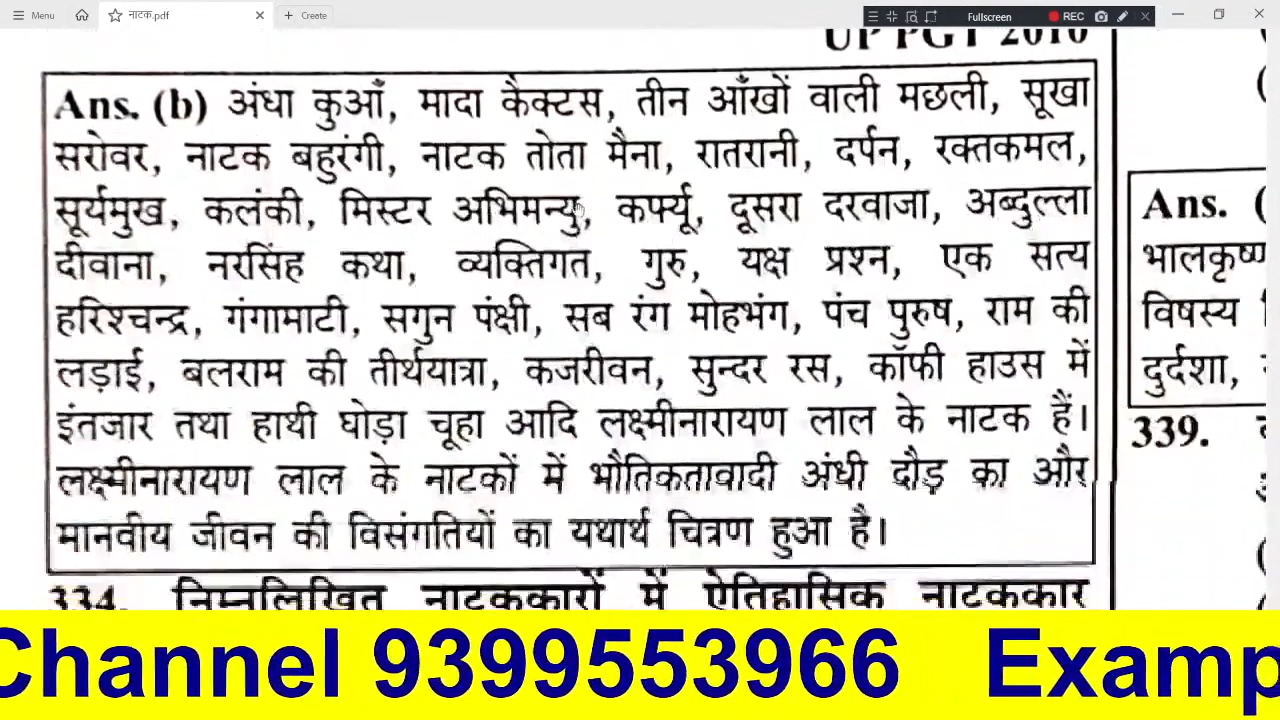 Menu
नाटक.pdf
Create
Fullscreen
REC
UP PGT 2010
Ans. (b) अंधा कुआँ, मादा कैक्टस, तीन आँखों वाली मछली, सूखा
सरोवर, नाटक बहुरंगी, नाटक तोता मैना, रातरानी, दर्पन, रक्तकमल,
सूर्यमुख, कलंकी, मिस्टर अभिमन्यु, कर्फ्यू, दूसरा दरवाजा, अब्दुल्ला
दीवाना, नरसिंह कथा, व्यक्तिगत, गुरु, यक्ष प्रश्न, एक सत्य
हरिश्चन्द्र, गंगामाटी, सगुन पंक्षी, सब रंग मोहभंग, पंच पुरुष, राम की
लड़ाई, बलराम की तीर्थयात्रा, कजरीवन, सुन्दर रस, कॉफी हाउस में
इंतजार तथा हाथी घोड़ा चूहा आदि लक्ष्मीनारायण लाल के नाटक हैं।
लक्ष्मीनारायण लाल के नाटकों में भौतिकतावादी अंधी दौड़ का और
मानवीय जीवन की विसंगतियों का यथार्थ चित्रण हुआ है।
334. निम्नलिखित नाटककारों में ऐतिहासिक नाटककार
Ans. (
भालकृष्ण
विषस्य
दुर्दशा,
339.
Channel 9399553966 Examp